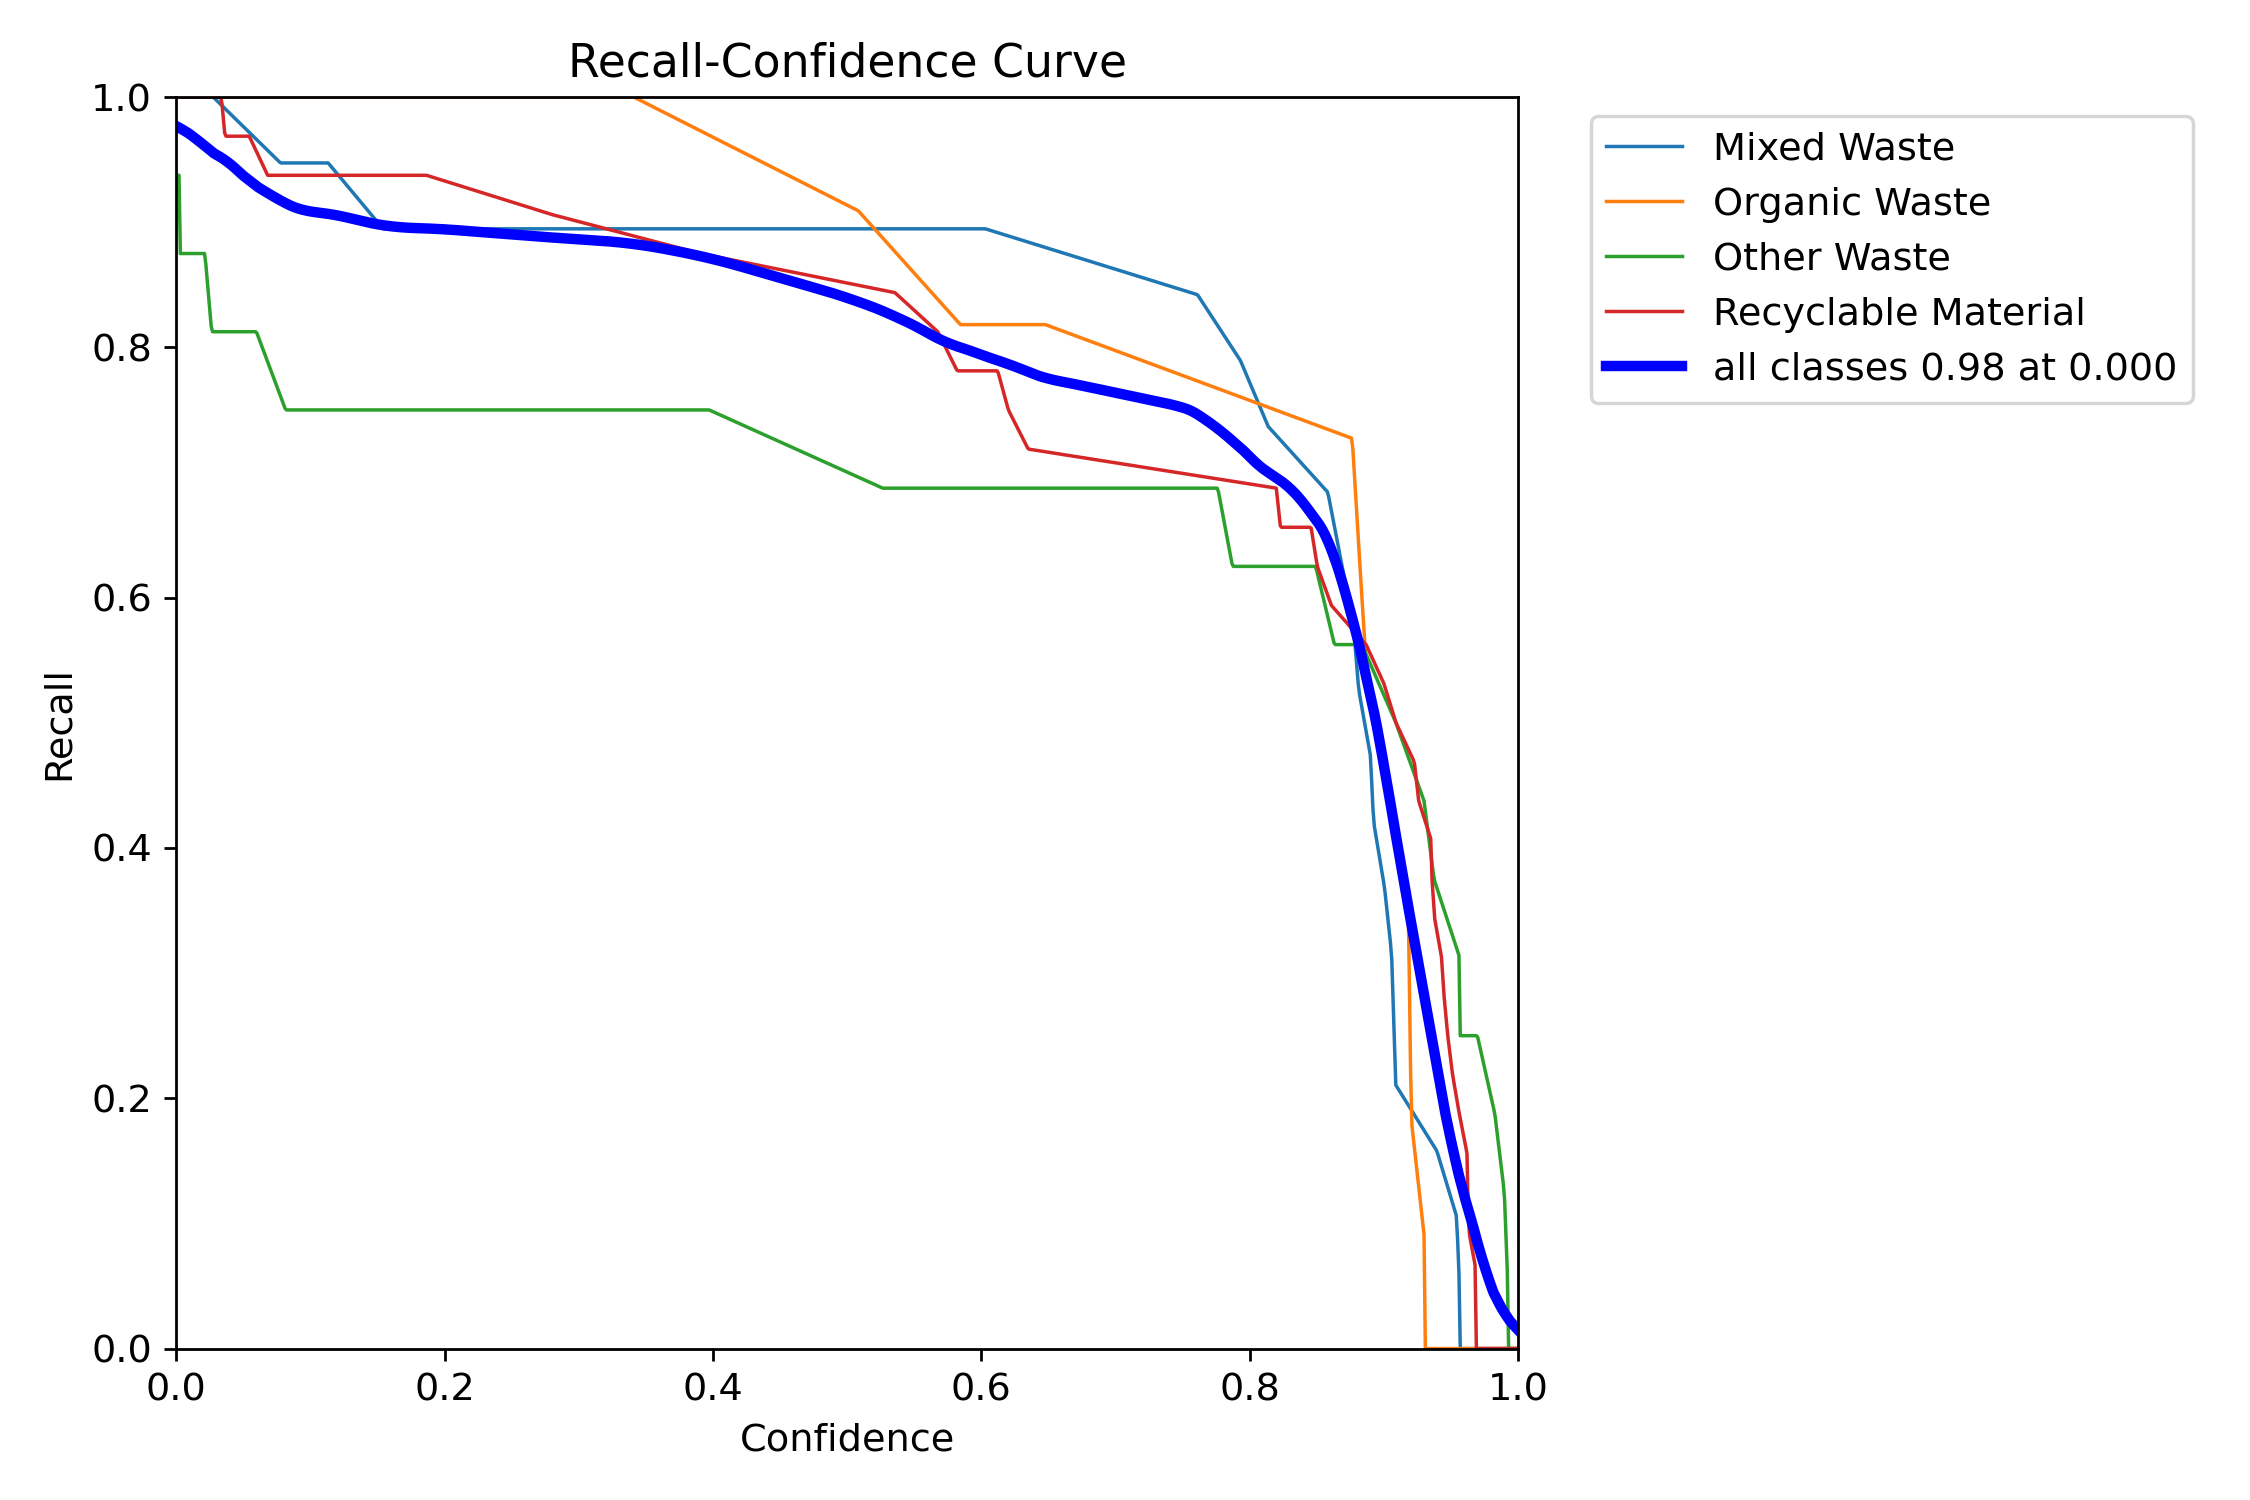 Recall-Confidence Curve
1.0
0.8
0.6
0.4
0.2
0.0
Recall
0.0 0.2 0.4 0.6 0.8 1.0
Confidence
Mixed Waste
Organic Waste
Other Waste
Recyclable Material
all classes 0.98 at 0.000